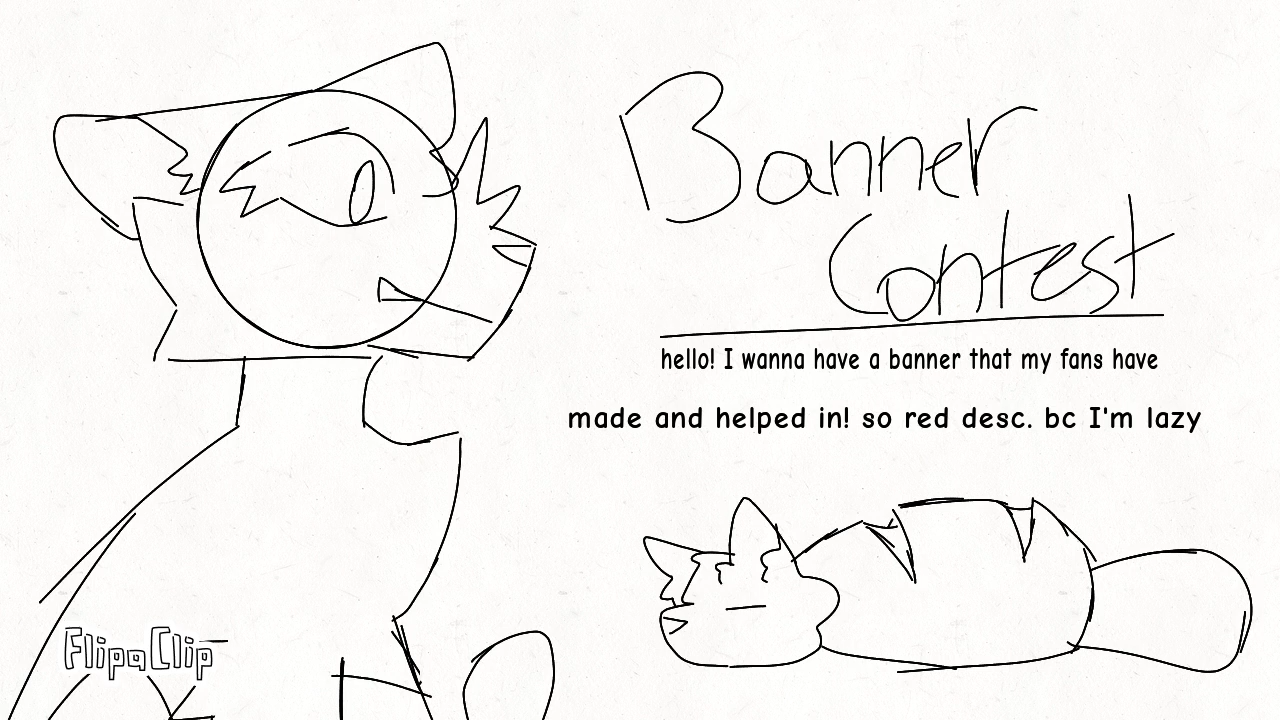 Banner
Contest
hello! I wanna have a banner that my fans have
made and helped in! so red desc. bc I'm lazy
FlipaClip